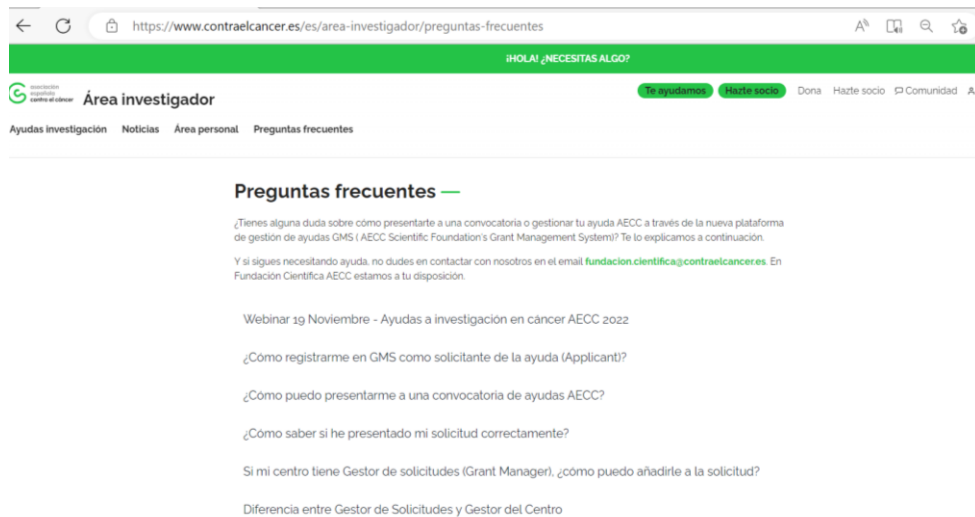 https://www.contraelcancer.es/es/area-investigador/preguntas-frecuentes
¡HOLA! ¿NECESITAS ALGO?
asociación
española
contra el cáncer
Área investigador
Te ayudamos Hazte socio Dona Hazte socio Comunidad
Ayudas investigación Noticias Área personal Preguntas frecuentes
Preguntas frecuentes —
¿Tienes alguna duda sobre cómo presentarte a una convocatoria o gestionar tu ayuda AECC a través de la nueva plataforma
de gestión de ayudas GMS ( AECC Scientific Foundation's Grant Management System)? Te lo explicamos a continuación.
Y si sigues necesitando ayuda, no dudes en contactar con nosotros en el email fundacion.cientifica@contraelcancer.es. En
Fundación Científica AECC estamos a tu disposición.
Webinar 19 Noviembre - Ayudas a investigación en cáncer AECC 2022
¿Cómo registrarme en GMS como solicitante de la ayuda (Applicant)?
¿Cómo puedo presentarme a una convocatoria de ayudas AECC?
¿Cómo saber si he presentado mi solicitud correctamente?
Si mi centro tiene Gestor de solicitudes (Grant Manager), ¿cómo puedo añadirle a la solicitud?
Diferencia entre Gestor de Solicitudes y Gestor del Centro